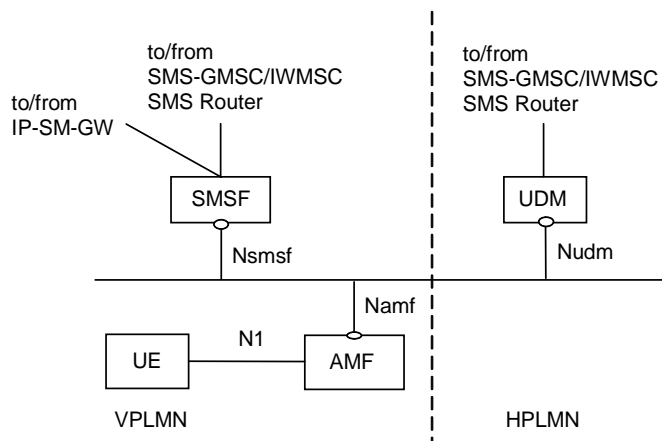 to/from
SMS-GMSC/IWMSC
SMS Router
to/from
SMS-GMSC/IWMSC
SMS Router
to/from
IP-SM-GW
SMSF
UDM
Nsmsf
Nudm
Namf
N1
UE
AMF
VPLMN
HPLMN